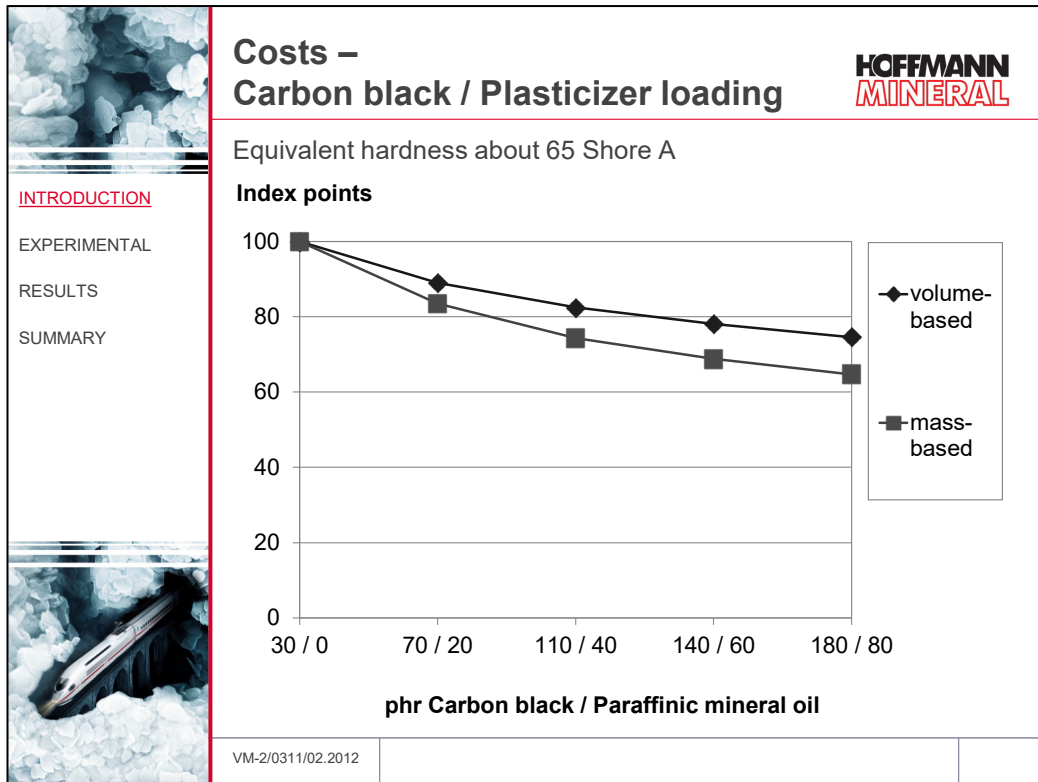 Costs –
Carbon black / Plasticizer loading
HOFFMANN
MINERAL
INTRODUCTION
EXPERIMENTAL
RESULTS
SUMMARY
Equivalent hardness about 65 Shore A
Index points
100
80
60
40
20
0
30 / 0
70 / 20
110 / 40
140 / 60
180 / 80
phr Carbon black / Paraffinic mineral oil
volume-
based
mass-
based
VM-2/0311/02.2012